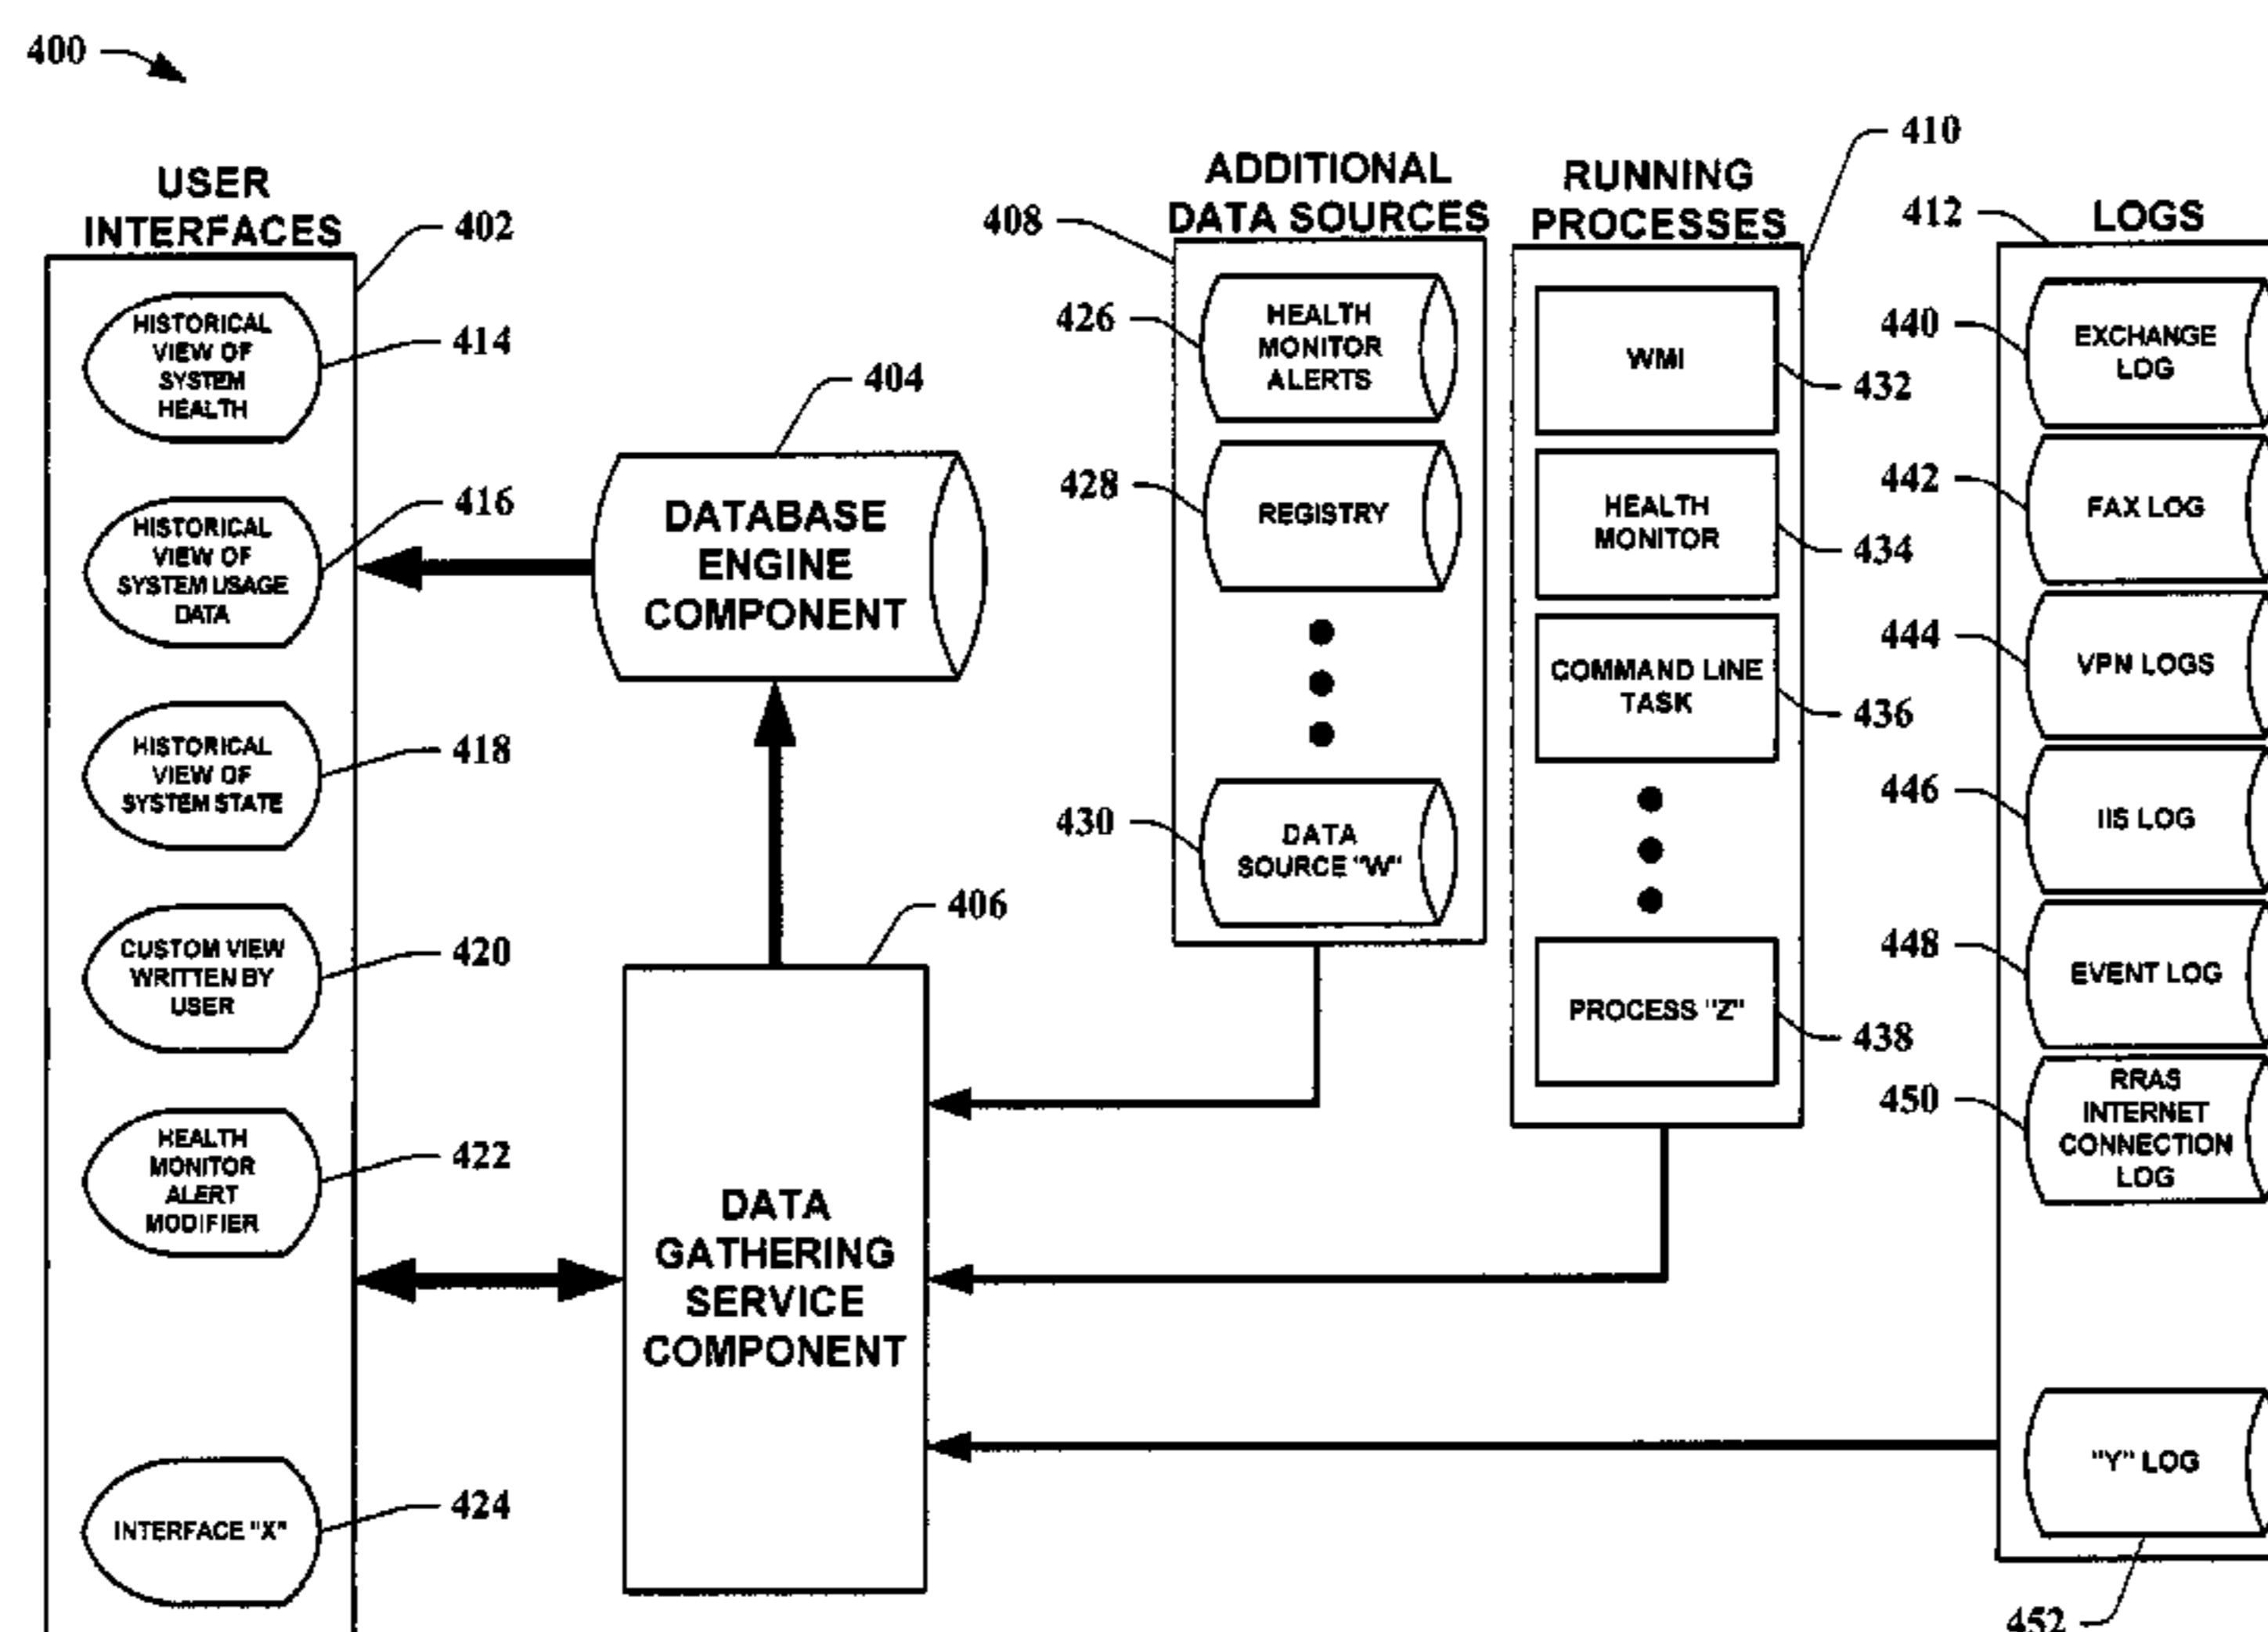 400
USER
INTERFACES
402
HISTORICAL
VIEW OF
SYSTEM
HEALTH
414
HISTORICAL
VIEW OF
SYSTEM USAGE
DATA
416
HISTORICAL
VIEW OF
SYSTEM STATE
418
CUSTOM VIEW
WRITTEN BY
USER
420
HEALTH
MONITOR
ALERT
MODIFIER
422
INTERFACE "X"
424
404
DATABASE
ENGINE
COMPONENT
406
DATA
GATHERING
SERVICE
COMPONENT
ADDITIONAL
DATA SOURCES
408
426
HEALTH
MONITOR
ALERTS
428
REGISTRY
430
DATA
SOURCE "W"
RUNNING
PROCESSES
410
WMI
432
HEALTH
MONITOR
434
COMMAND LINE
TASK
436
PROCESS "Z"
438
LOGS
412
440
EXCHANGE
LOG
442
FAX LOG
444
VPN LOGS
446
IIS LOG
448
EVENT LOG
450
RRAS
INTERNET
CONNECTION
LOG
"Y" LOG
452